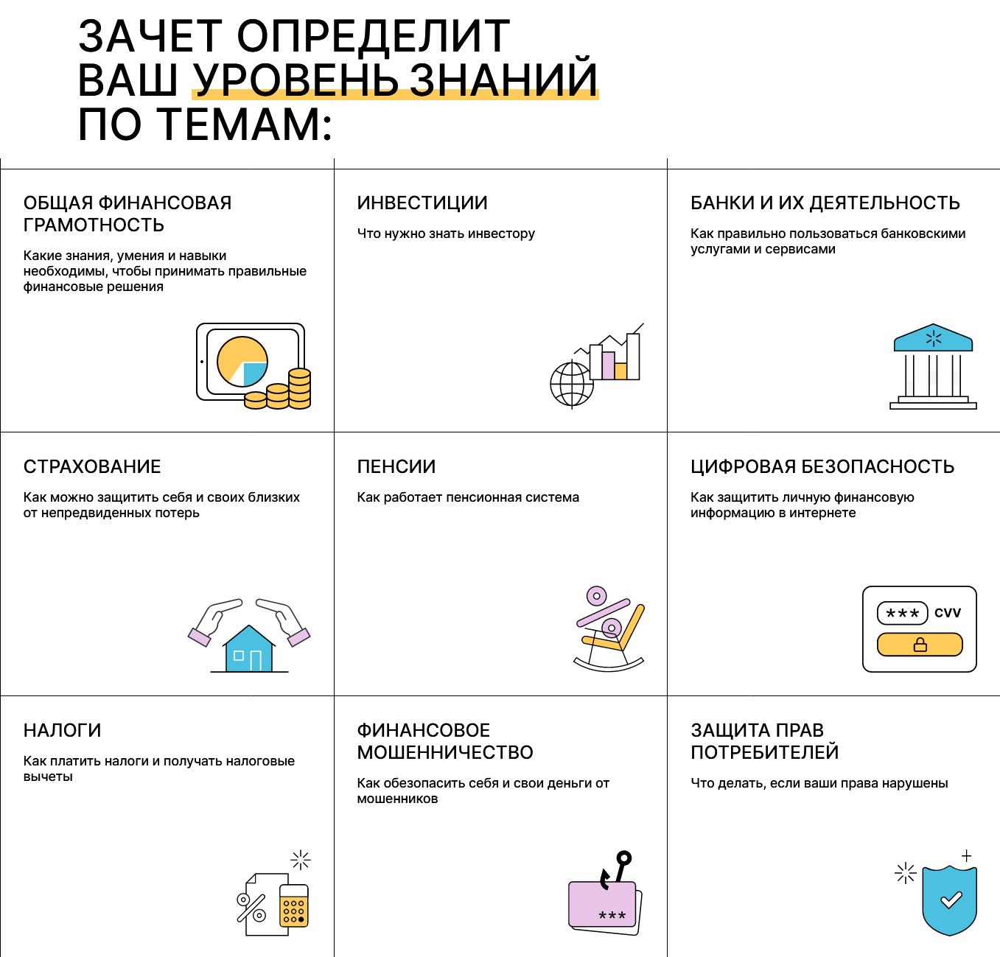 ЗАЧЕТ ОПРЕДЕЛИТ
ВАШ УРОВЕНЬ ЗНАНИЙ
ПО ТЕМАМ:
ОБЩАЯ ФИНАНСОВАЯ
ГРАМОТНОСТЬ
Какие знания, умения и навыки
необходимы, чтобы принимать правильные
финансовые решения
ИНВЕСТИЦИИ
Что нужно знать инвестору
БАНКИ И ИХ ДЕЯТЕЛЬНОСТЬ
Как правильно пользоваться банковскими
услугами и сервисами
СТРАХОВАНИЕ
Как можно защитить себя и своих близких
от непредвиденных потерь
ПЕНСИИ
Как работает пенсионная система
ЦИФРОВАЯ БЕЗОПАСНОСТЬ
Как защитить личную финансовую
информацию в интернете
*** CVV
НАЛОГИ
Как платить налоги и получать налоговые
вычеты
ФИНАНСОВОЕ
МОШЕННИЧЕСТВО
Как обезопасить себя и свои деньги от
мошенников
***
ЗАЩИТА ПРАВ
ПОТРЕБИТЕЛЕЙ
Что делать, если ваши права нарушены